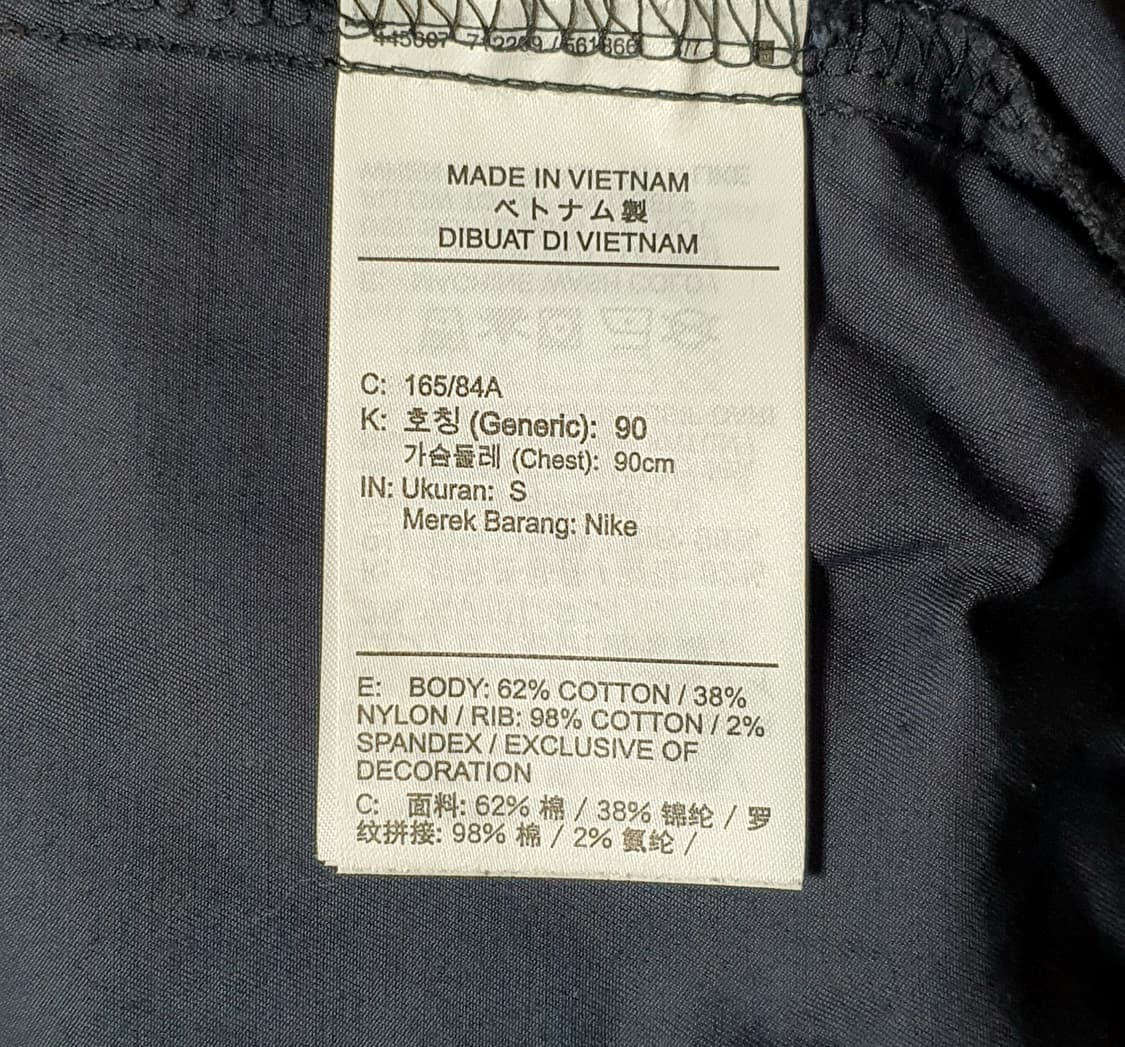 MADE IN VIETNAM
ベトナム製
DIBUAT DI VIETNAM
C: 165/84A
K: 호칭 (Generic): 90
가슴둘레 (Chest): 90cm
IN: Ukuran: S
Merek Barang: Nike
E: BODY: 62% COTTON / 38%
NYLON / RIB: 98% COTTON / 2%
SPANDEX / EXCLUSIVE OF
DECORATION
C: 面料: 62% 棉 / 38% 锦纶 / 罗
纹拼接: 98% 棉 / 2% 氨纶 /